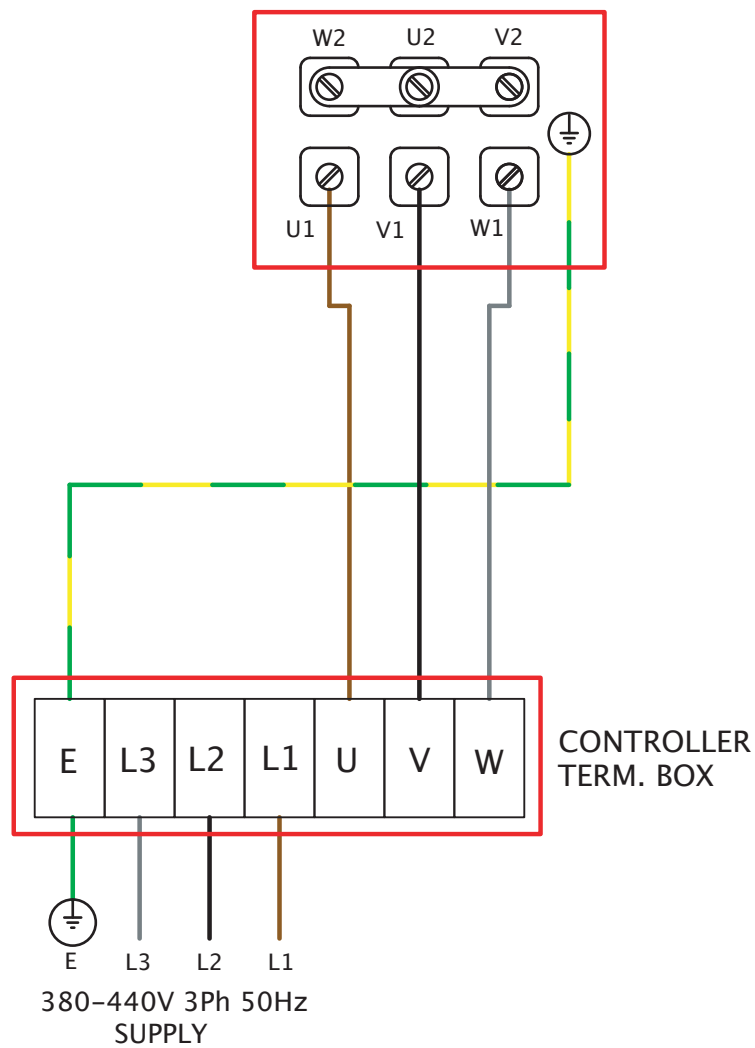 W2 U2 V2
U1 V1 W1
E L3 L2 L1 U V W
CONTROLLER
TERM. BOX
E L3 L2 L1
380-440V 3Ph 50Hz
SUPPLY